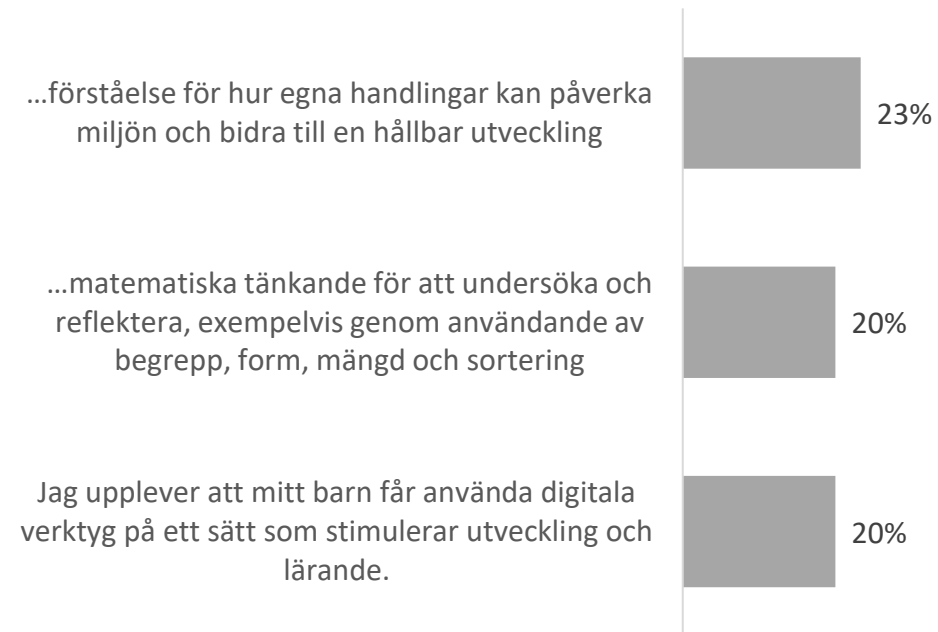 …förståelse för hur egna handlingar kan påverka
miljön och bidra till en hållbar utveckling
23%
…matematiska tänkande för att undersöka och
reflektera, exempelvis genom användande av
begrepp, form, mängd och sortering
20%
Jag upplever att mitt barn får använda digitala
verktyg på ett sätt som stimulerar utveckling och
lärande.
20%